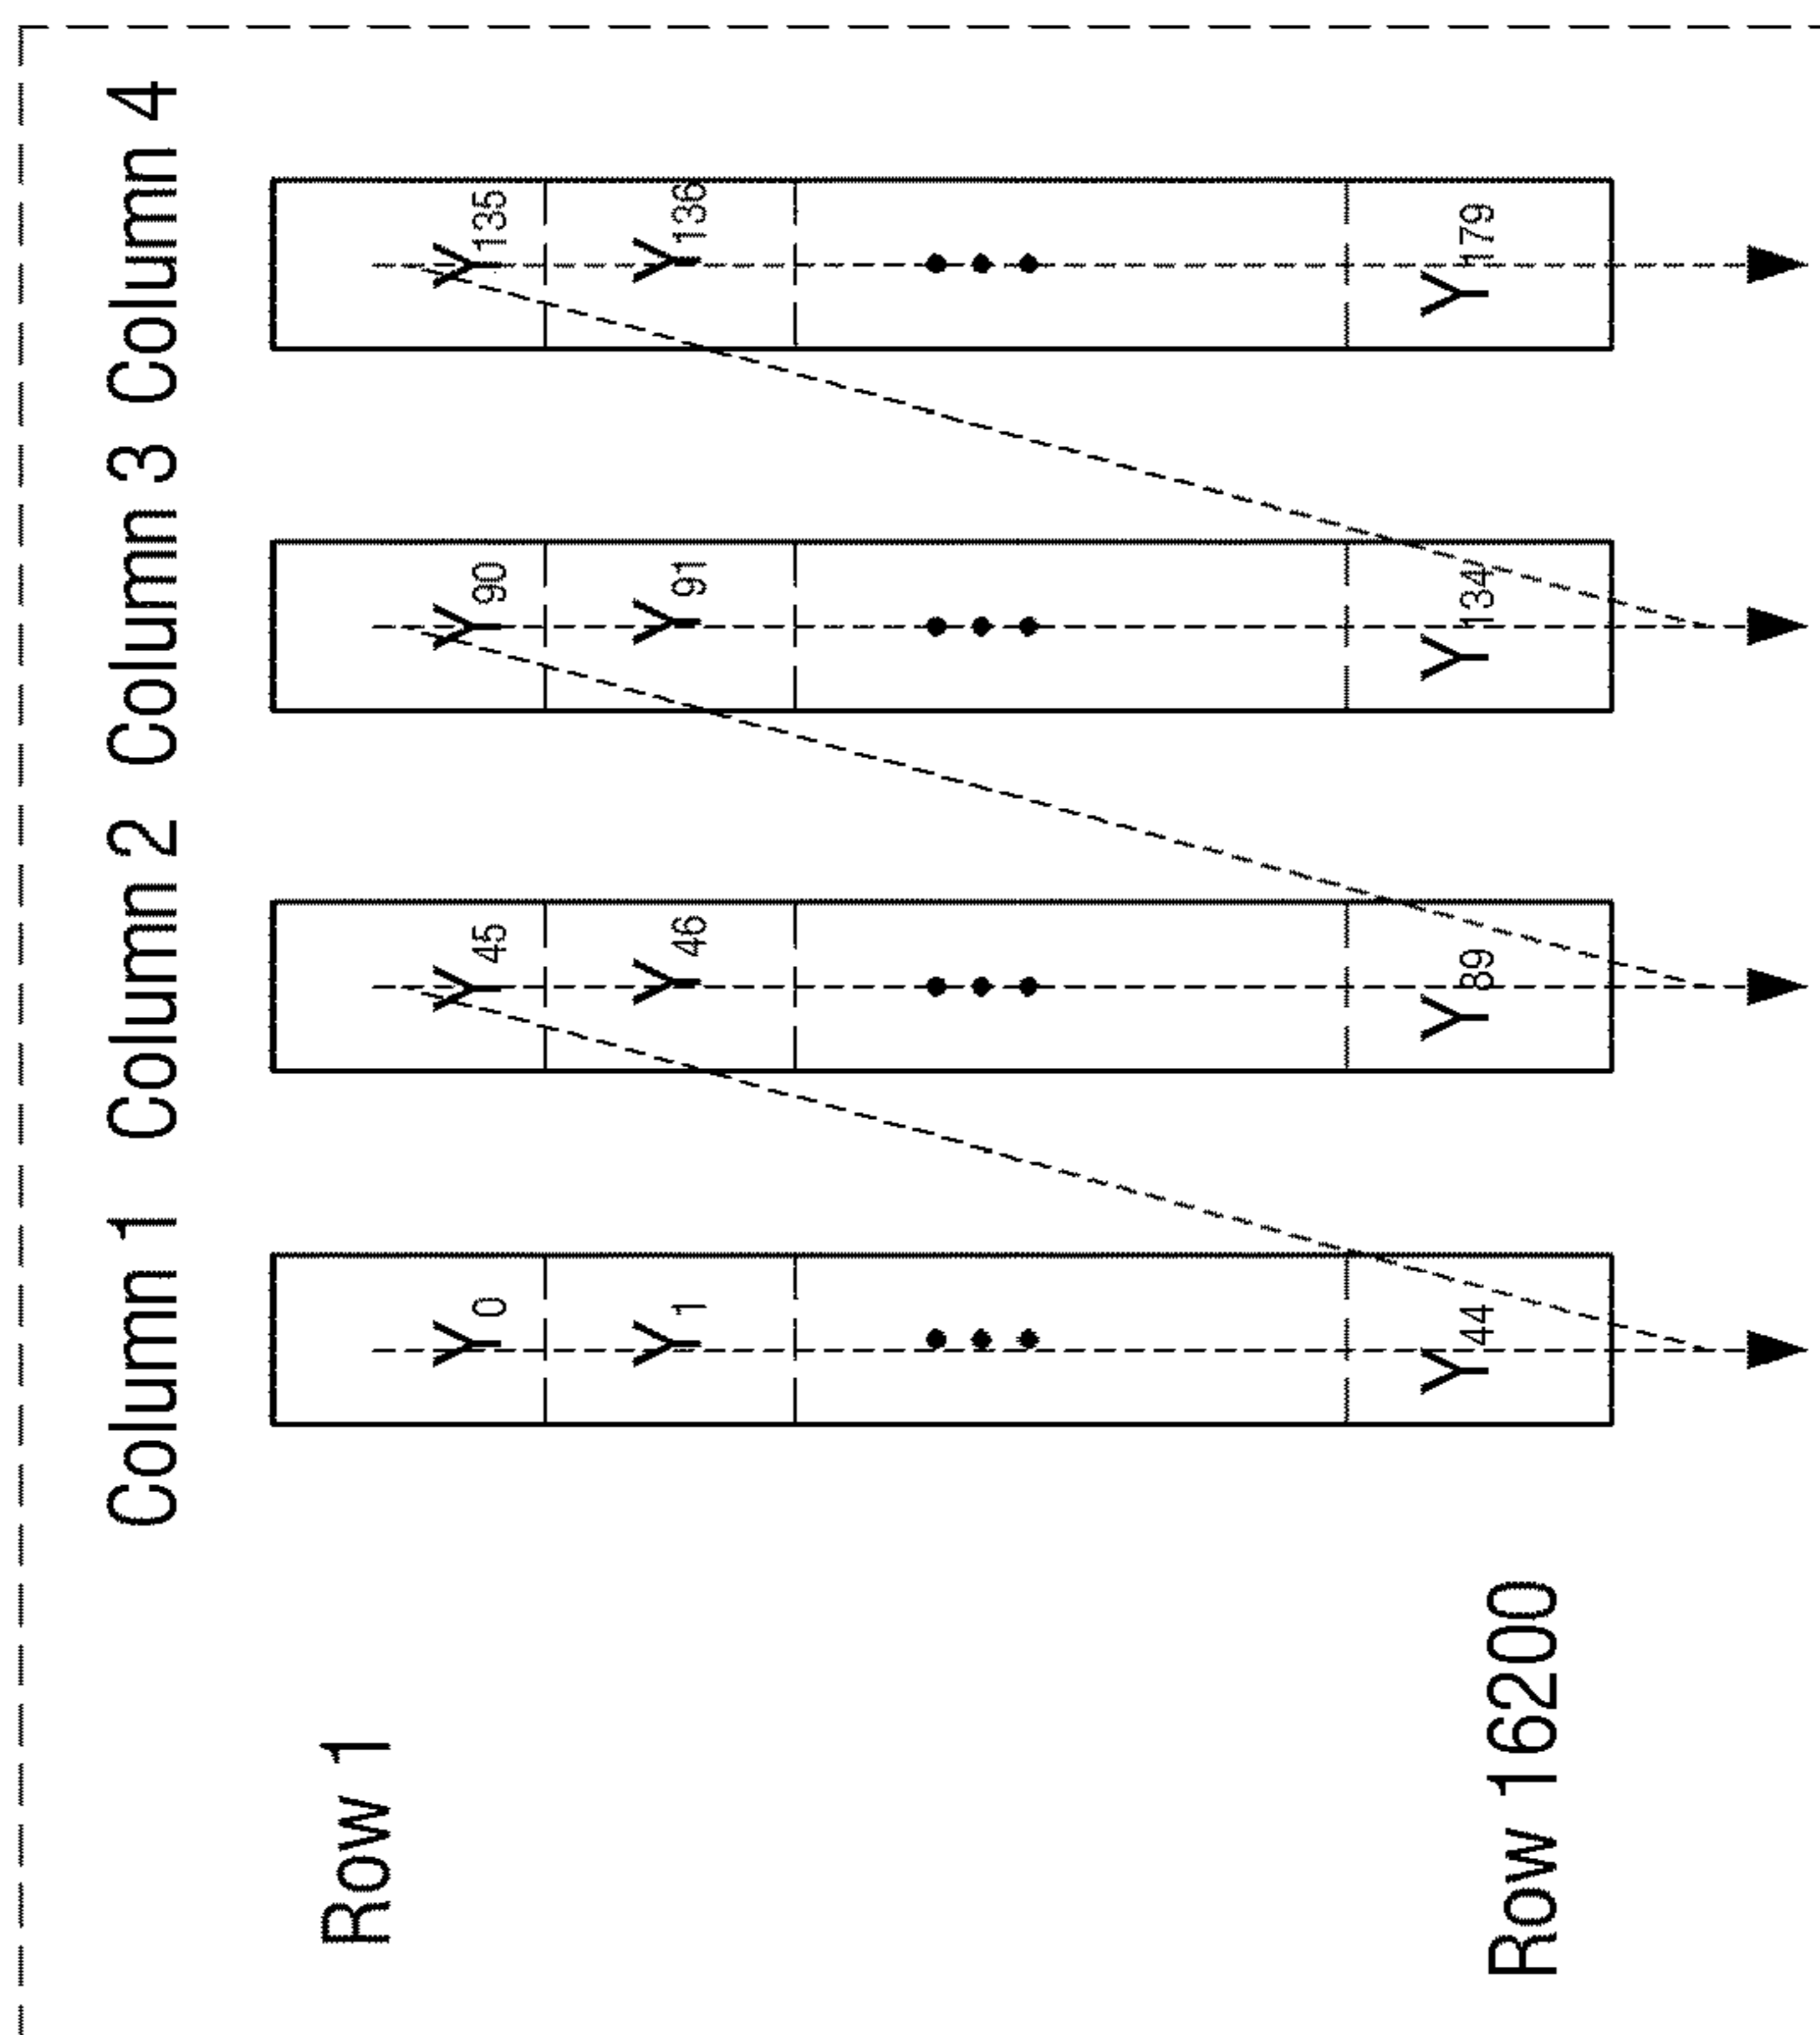 Column 1 Column 2 Column 3 Column 4
Row 1
Y0 Y45 Y90 Y135
Y1 Y46 Y91 Y136
Row 16200
Y44 Y89 Y134 Y179